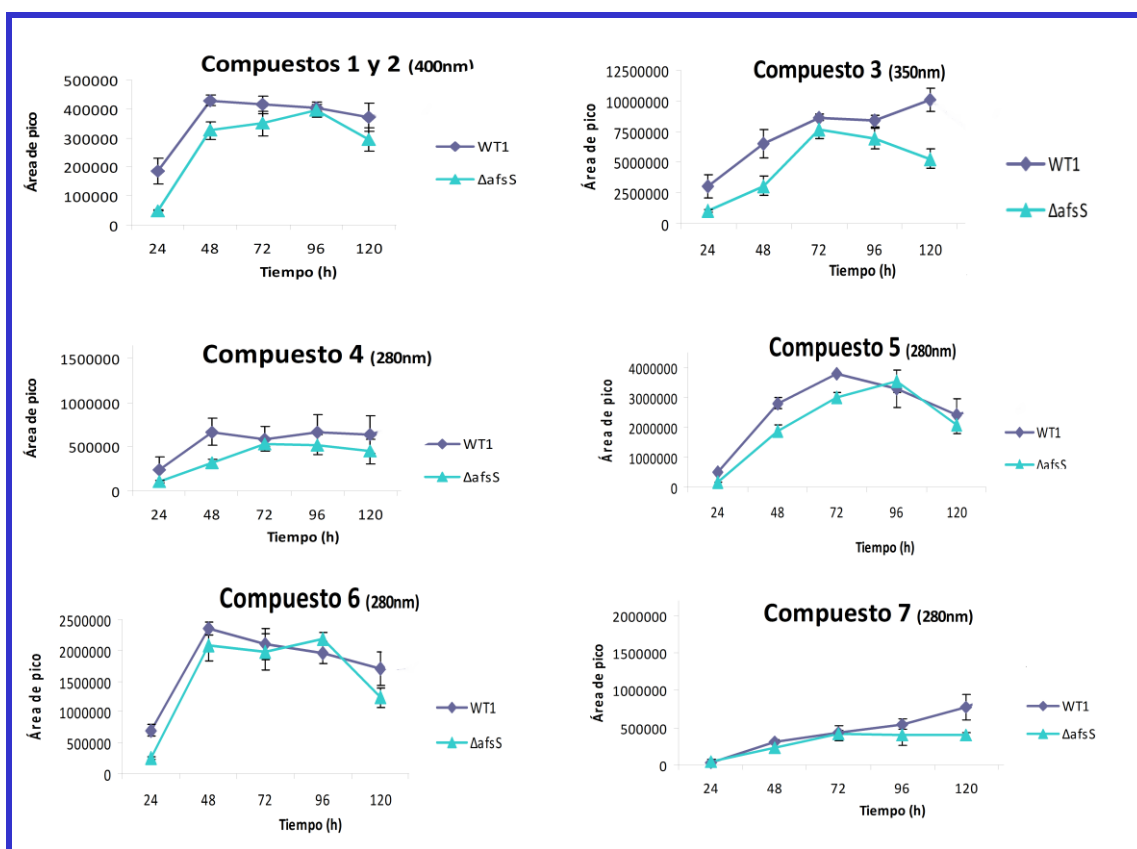 Compuestos 1 y 2 (400nm)
Área de pico
500000
400000
300000
200000
100000
0
24 48 72 96 120
Tiempo (h)
WT1
ΔafsS
Compuesto 3 (350nm)
Área de pico
12500000
10000000
7500000
5000000
2500000
0
24 48 72 96 120
Tiempo (h)
WT1
ΔafsS
Compuesto 4 (280nm)
Área de pico
1500000
1000000
500000
0
24 48 72 96 120
Tiempo (h)
WT1
ΔafsS
Compuesto 5 (280nm)
Área de pico
4000000
3000000
2000000
1000000
0
24 48 72 96 120
Tiempo (h)
WT1
ΔafsS
Compuesto 6 (280nm)
Área de pico
2500000
2000000
1500000
1000000
500000
0
24 48 72 96 120
Tiempo (h)
WT1
ΔafsS
Compuesto 7 (280nm)
Área de pico
2000000
1500000
1000000
500000
0
24 48 72 96 120
Tiempo (h)
WT1
ΔafsS